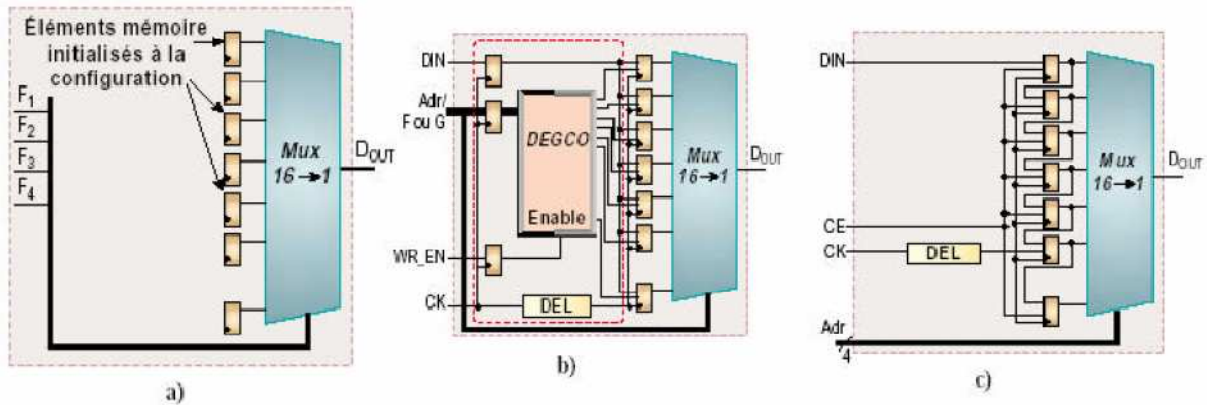 Éléments mémoire
initialisés à la
configuration
F1
F2
F3
F4
Mux
16→1
DOUT
a)
DIN
Adr/
F ou G
DEGCO
Enable
WR_EN
CK
DEL
Mux
16→1
DOUT
b)
DIN
CE
CK
DEL
Adr
4
Mux
16→1
DOUT
c)